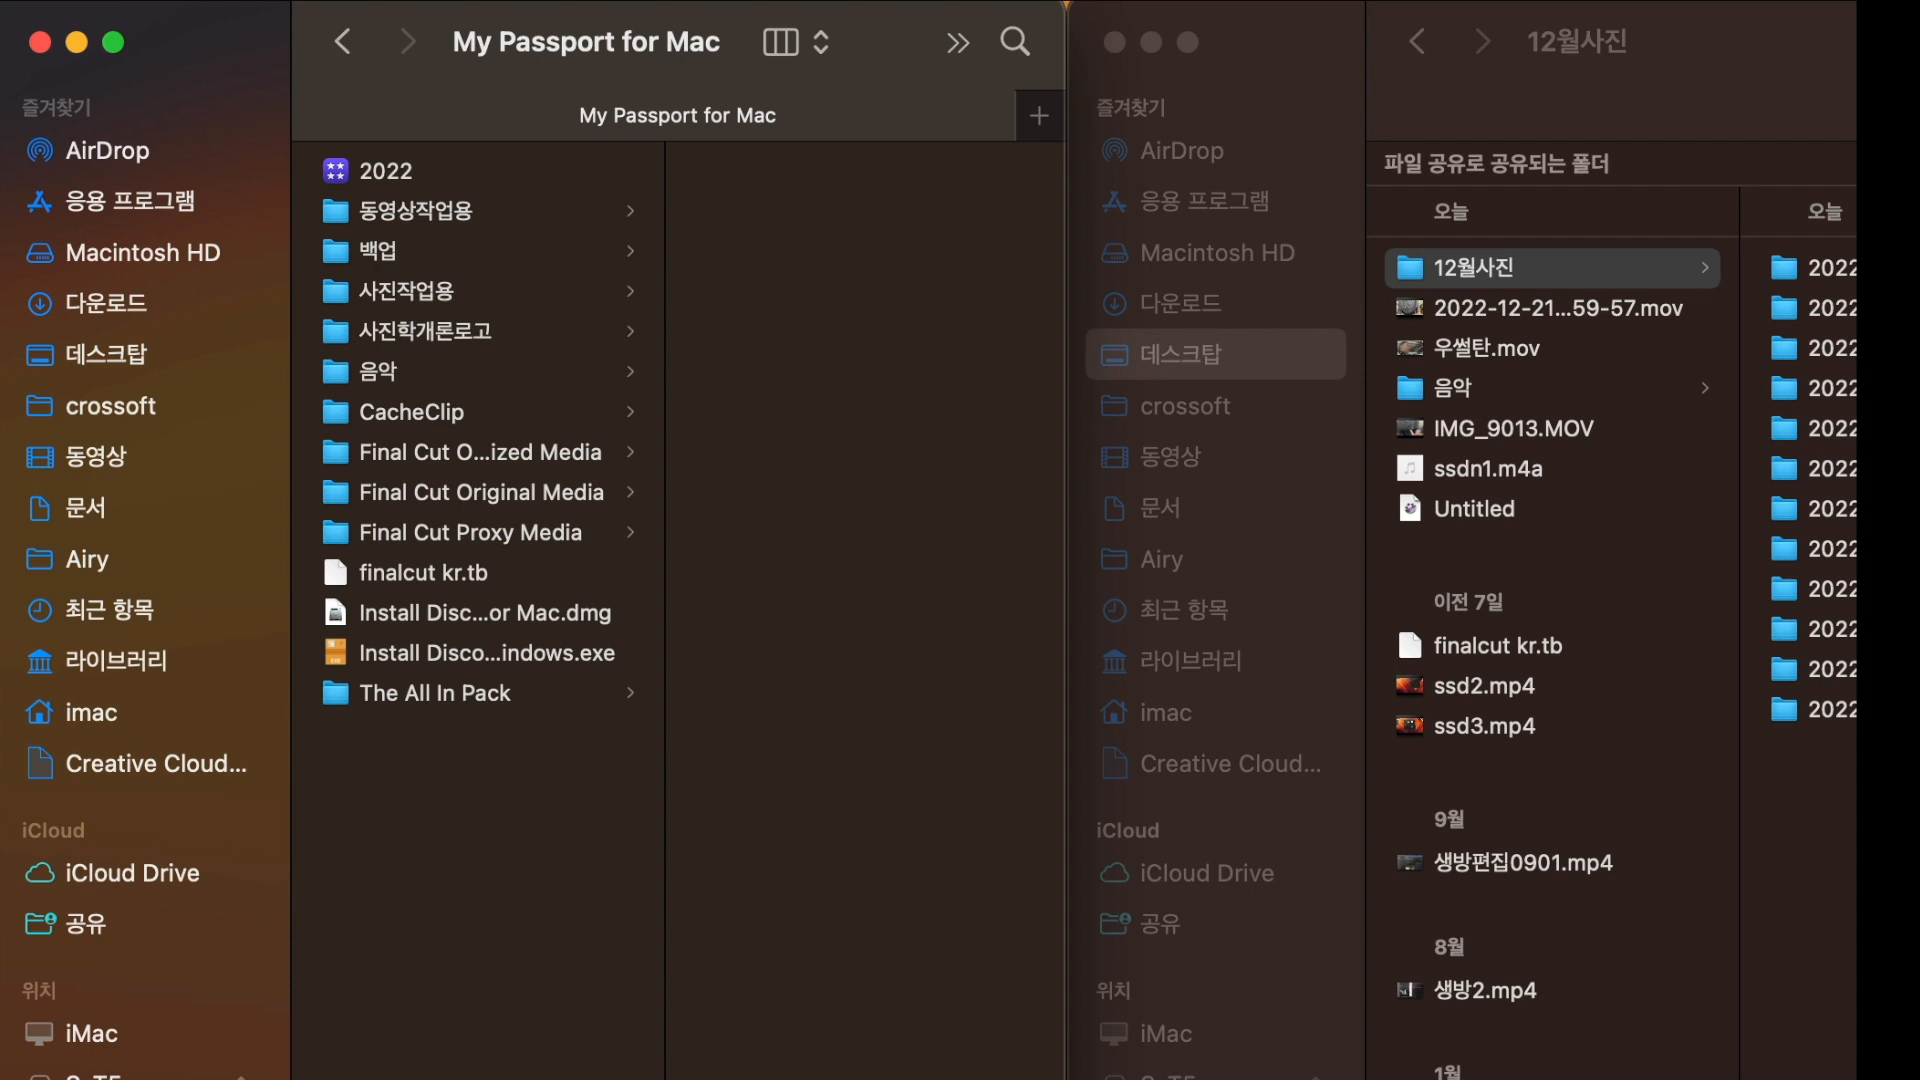 My Passport for Mac
My Passport for Mac
즐겨찾기
AirDrop
응용 프로그램
Macintosh HD
다운로드
데스크탑
crossoft
동영상
문서
Airy
최근 항목
라이브러리
imac
Creative Cloud...
iCloud
iCloud Drive
공유
위치
iMac
2022
동영상작업용
백업
사진작업용
사진학개론로고
음악
CacheClip
Final Cut O...ized Media
Final Cut Original Media
Final Cut Proxy Media
finalcut kr.tb
Install Disc...or Mac.dmg
Install Disco...indows.exe
The All In Pack
12월사진
즐겨찾기
AirDrop
응용 프로그램
Macintosh HD
다운로드
데스크탑
crossoft
동영상
문서
Airy
최근 항목
라이브러리
imac
Creative Cloud...
iCloud
iCloud Drive
공유
위치
iMac
파일 공유로 공유되는 폴더
오늘
12월사진
2022-12-21...59-57.mov
우썰탄.mov
음악
IMG_9013.MOV
ssdn1.m4a
Untitled
이전 7일
finalcut kr.tb
ssd2.mp4
ssd3.mp4
9월
생방편집0901.mp4
8월
생방2.mp4
1월
오늘
2022
2022
2022
2022
2022
2022
2022
2022
2022
2022
2022
2022